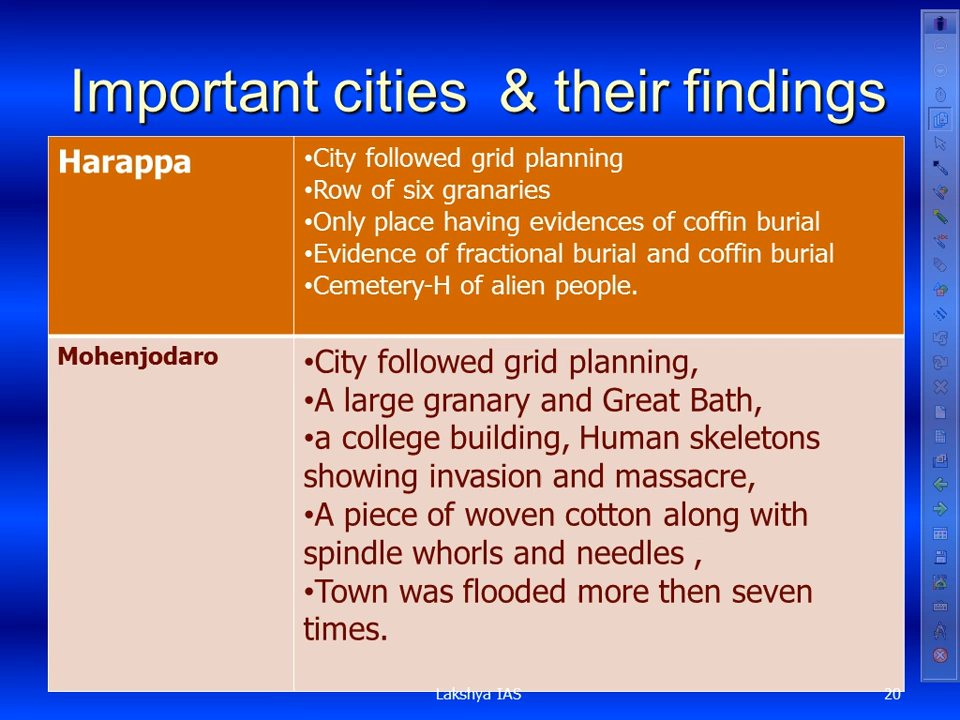 Important cities & their findings
Harappa
•City followed grid planning
•Row of six granaries
•Only place having evidences of coffin burial
•Evidence of fractional burial and coffin burial
•Cemetery-H of alien people.
Mohenjodaro
•City followed grid planning,
•A large granary and Great Bath,
•a college building, Human skeletons
showing invasion and massacre,
•A piece of woven cotton along with
spindle whorls and needles ,
•Town was flooded more then seven
times.
Lakshya IAS
20